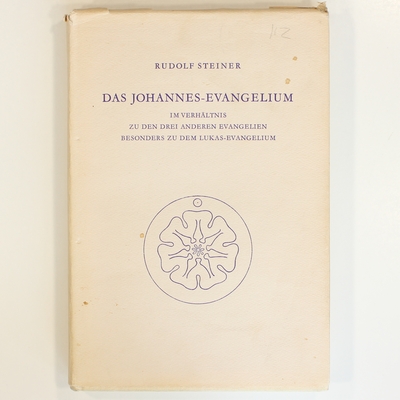 RUDOLF STEINER
DAS JOHANNES-EVANGELIUM
IM VERHÄLTNIS
ZU DEN DREI ANDEREN EVANGELIEN
BESONDERS ZU DEM LUKAS-EVANGELIUM